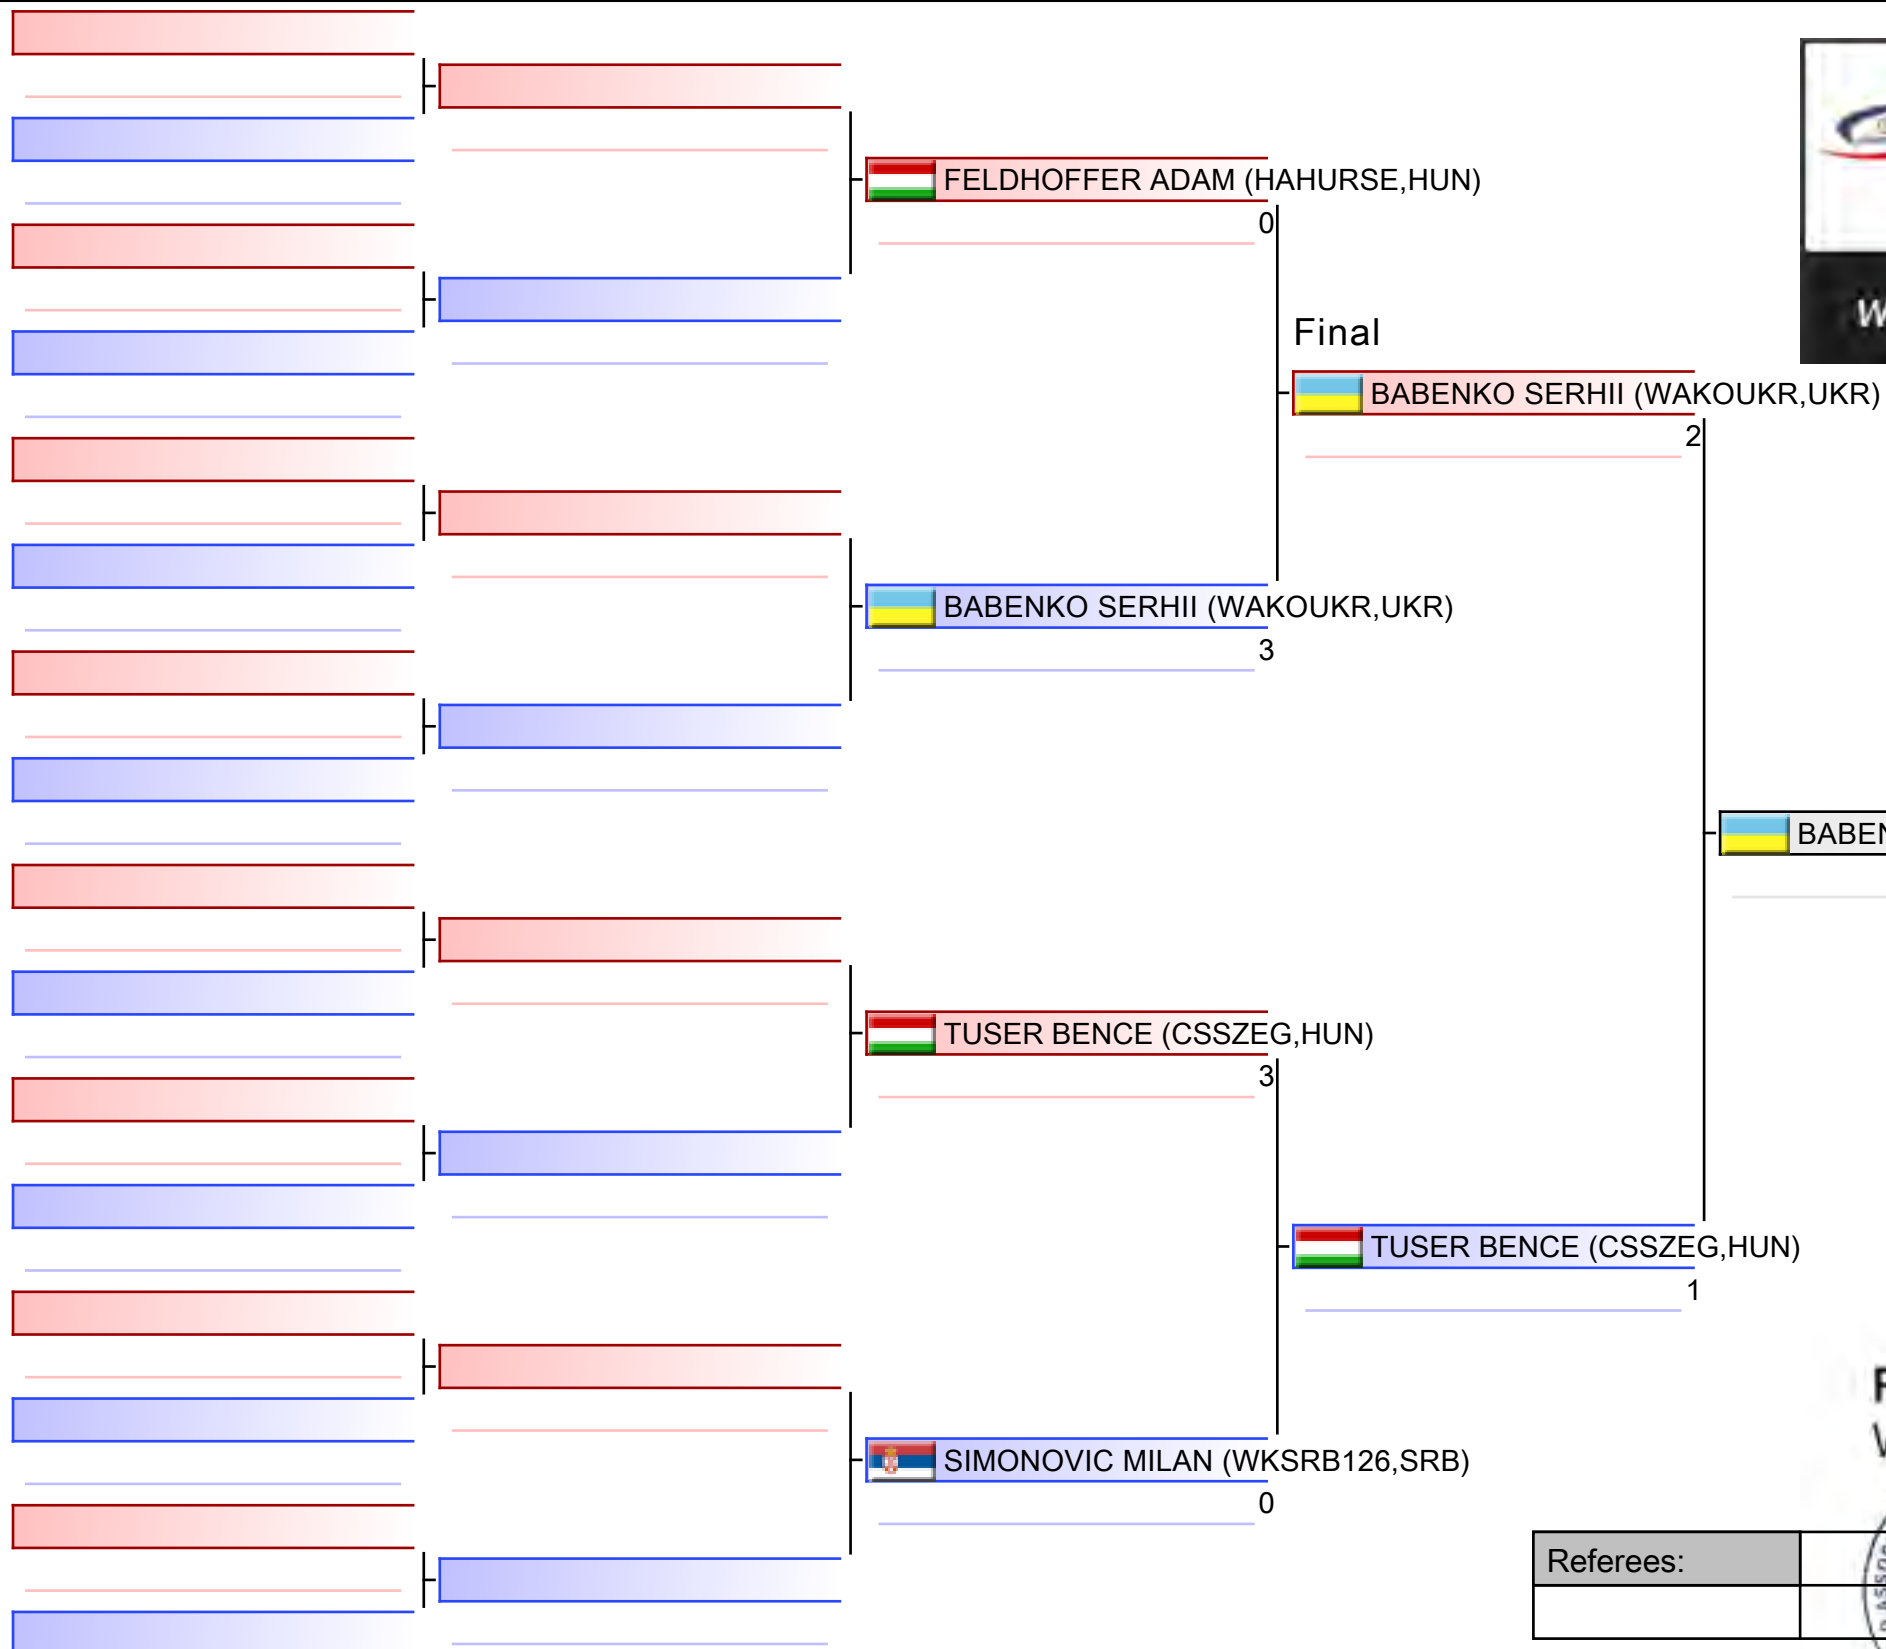 FELDHOFFER ADAM (HAHURSE,HUN)
0
Final
BABENKO SERHII (WAKOUKR,UKR)
2
BABENKO SERHII (WAKOUKR,UKR)
3
TUSER BENCE (CSSZEG,HUN)
3
TUSER BENCE (CSSZEG,HUN)
1
SIMONOVIC MILAN (WKSRB126,SRB)
0
Referees: